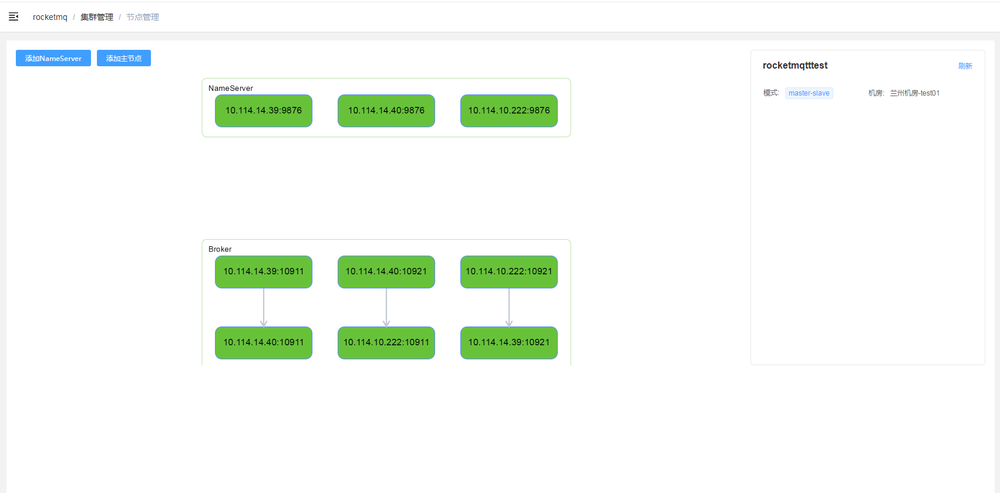 rocketmq / 集群管理 / 节点管理
添加NameServer 添加主节点
NameServer
10.114.14.39:9876 10.114.14.40:9876 10.114.10.222:9876
Broker
10.114.14.39:10911 10.114.14.40:10921 10.114.10.222:10921
10.114.14.40:10911 10.114.10.222:10911 10.114.14.39:10921
rocketmqtttest 刷新
模式: master-slave 机房: 兰州机房-test01